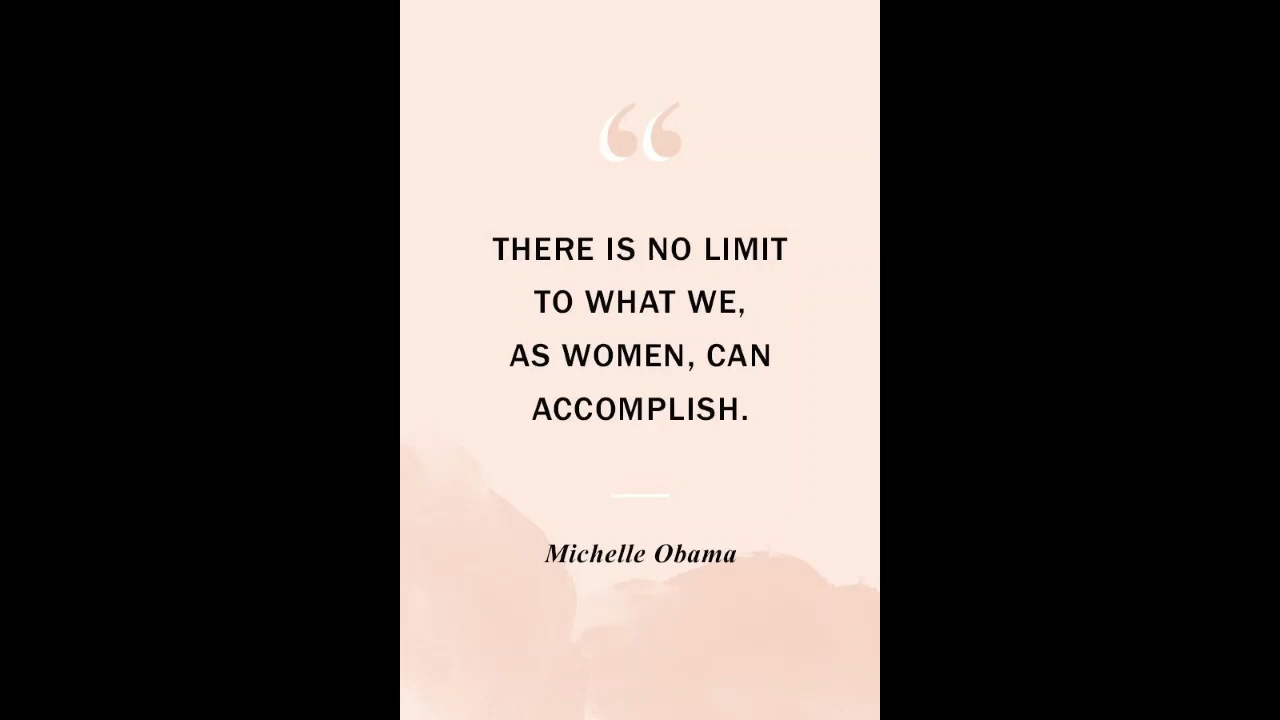 “
THERE IS NO LIMIT
TO WHAT WE,
AS WOMEN, CAN
ACCOMPLISH.
Michelle Obama